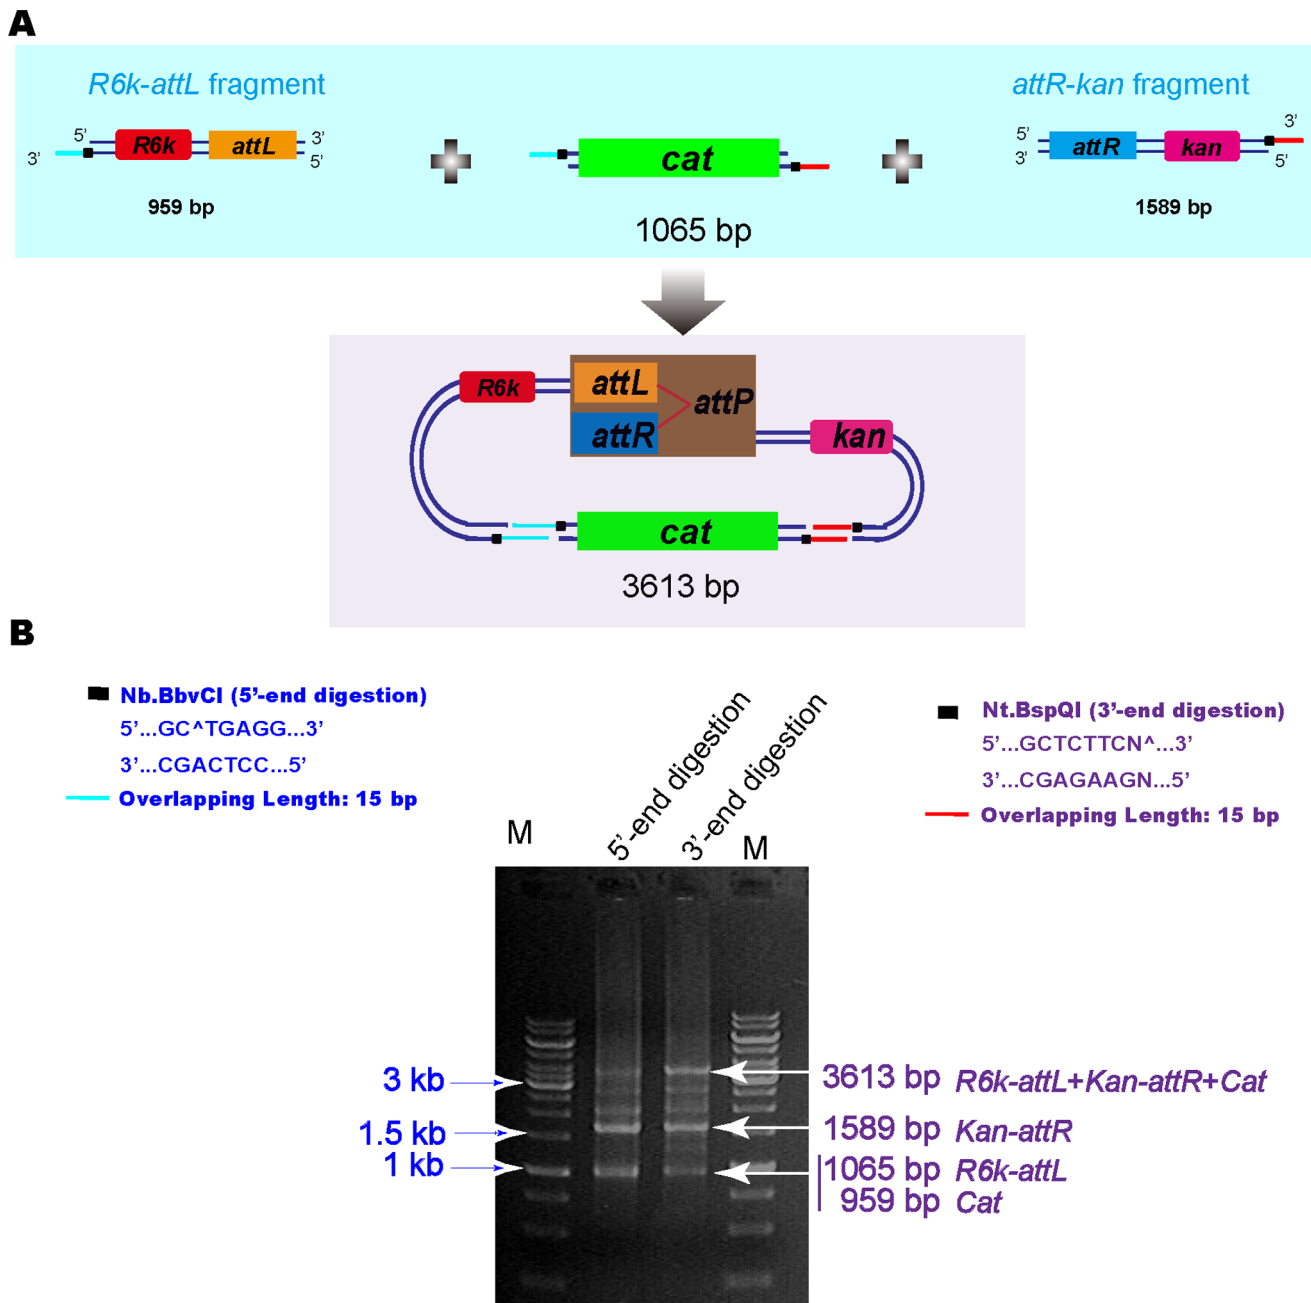 A
R6k-attL fragment
attR-kan fragment
5’
R6k
attL
3’
3’
5’
cat
3’
5’
attR
kan
3’
5’
959 bp
1065 bp
1589 bp
R6k
attL
attP
attR
kan
cat
3613 bp
B
Nb.BbvCI (5’-end digestion)
5’...GC^TGAGG...3’
3’...CGACTCC...5’
Overlapping Length: 15 bp
Nt.BspQI (3’-end digestion)
5’...GCTCTTCN^...3’
3’...CGAGAAGN...5’
Overlapping Length: 15 bp
M
5’-end digestion
3’-end digestion
M
3 kb
1.5 kb
1 kb
3613 bp R6k-attL+Kan-attR+Cat
1589 bp Kan-attR
1065 bp R6k-attL
959 bp Cat